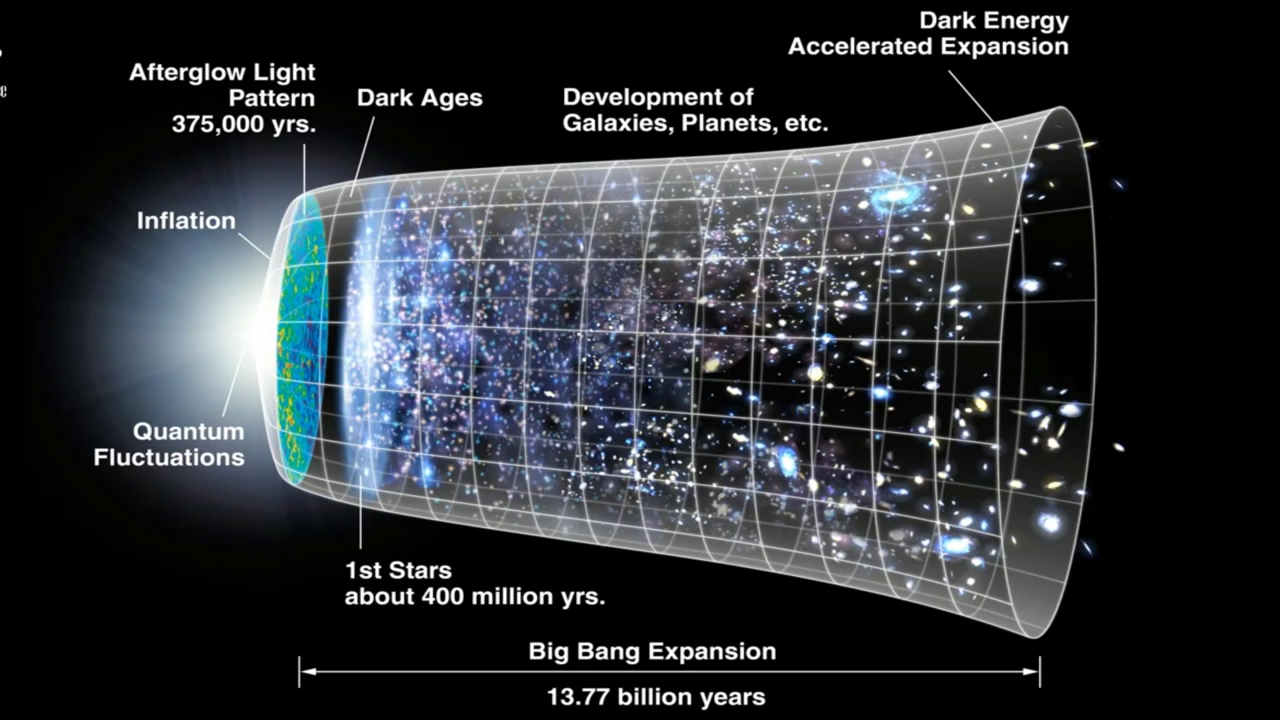 Dark Energy
Accelerated Expansion
Afterglow Light
Pattern
375,000 yrs.
Dark Ages
Development of
Galaxies, Planets, etc.
Inflation
Quantum
Fluctuations
1st Stars
about 400 million yrs.
Big Bang Expansion
13.77 billion years